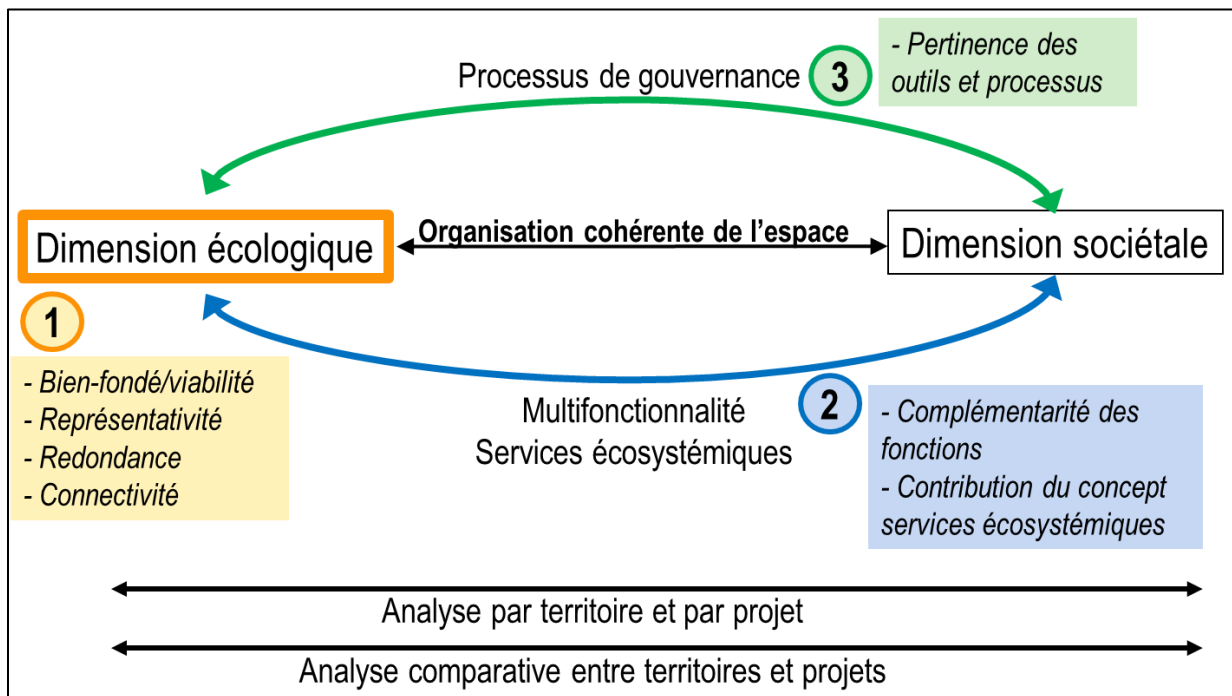 Processus de gouvernance
3
- Pertinence des
outils et processus
Dimension écologique
Organisation cohérente de l'espace
Dimension sociétale
1
- Bien-fondé/viabilité
- Représentativité
- Redondance
- Connectivité
Multifonctionnalité
Services écosystémiques
2
- Complémentarité des
fonctions
- Contribution du concept
services écosystémiques
Analyse par territoire et par projet
Analyse comparative entre territoires et projets